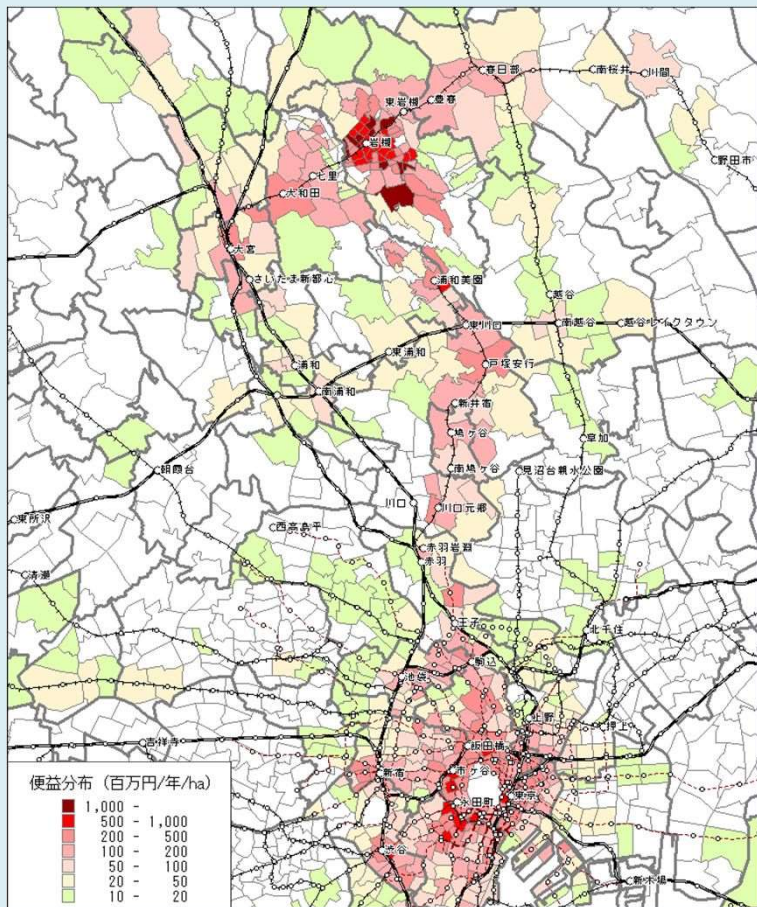 春日部
南桜井
川間
豊春
東岩槻
岩槻
七里
大和田
野田市
大宮
さいたま新都心
浦和美園
越谷
東川口
南越谷
越谷レイクタウン
東浦和
浦和
戸塚安行
南浦和
新井宿
鳩ヶ谷
草加
朝霞台
南鳩ヶ谷
見沼台親水公園
川口
川口元郷
東所沢
西高島平
赤羽岩淵
赤羽
清瀬
王子
北千住
駒込
池袋
上野
押上
飯田橋
吉祥寺
新宿
市ヶ谷
永田町
東京
渋谷
新木場
便益分布 (百万円/年/ha)
1,000 -
500 - 1,000
200 - 500
100 - 200
50 - 100
20 - 50
10 - 20